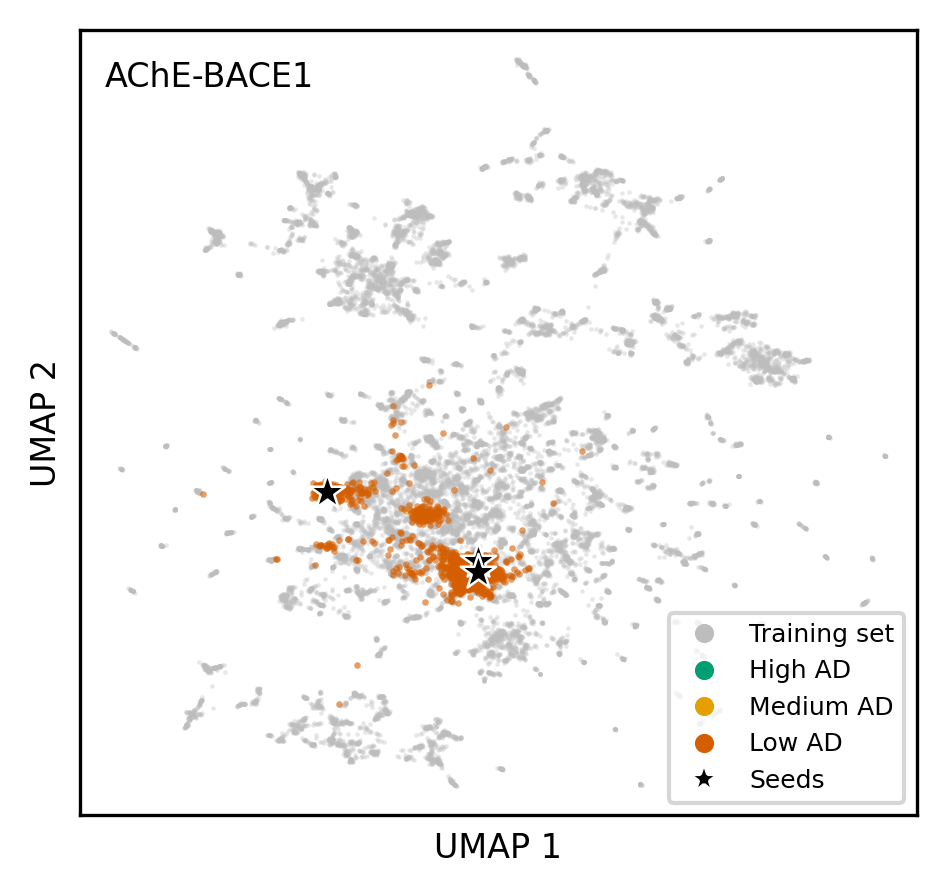 AChE-BACE1
UMAP 2
Training set
High AD
Medium AD
Low AD
Seeds
UMAP 1